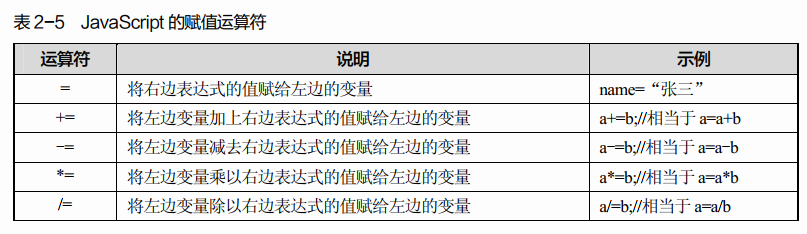 表 2-5 JavaScript 的赋值运算符
运算符 说明 示例
= 将右边表达式的值赋给左边的变量 name=“张三”
+= 将左边变量加上右边表达式的值赋给左边的变量 a+=b;//相当于 a=a+b
-= 将左边变量减去右边表达式的值赋给左边的变量 a-=b;//相当于 a=a-b
*= 将左边变量乘以右边表达式的值赋给左边的变量 a*=b;//相当于 a=a*b
/= 将左边变量除以右边表达式的值赋给左边的变量 a/=b;//相当于 a=a/b